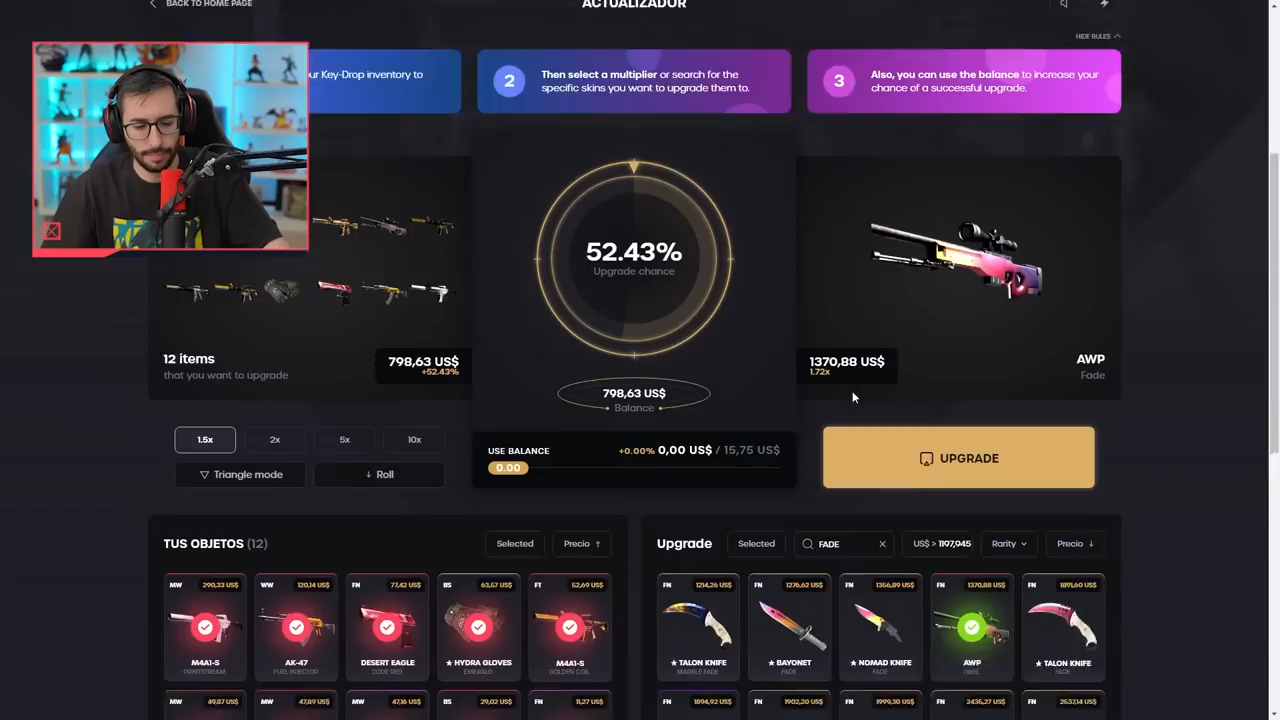 BACK TO HOME PAGE
ACTUALIZADOR
HIDE RULES
ur Key-Drop inventory to
2
Then select a multiplier or search for the
specific skins you want to upgrade them to.
3
Also, you can use the balance to increase your
chance of a successful upgrade.
52.43%
Upgrade chance
12 items
that you want to upgrade
798,63 US$
+52.43%
1370,88 US$
1.72x
AWP
Fade
798,63 US$
Balance
1.5x
2x
5x
10x
Triangle mode
Roll
USE BALANCE
+0.00% 0,00 US$ / 15,75 US$
0.00
UPGRADE
TUS OBJETOS (12)
Selected
Precio ↑
Upgrade
Selected
FADE
US$ > 1197,945
Rarity
Precio ↓
MW 290,33 US$
M4A1-S
PRINTSTREAM
WW 120,14 US$
AK-47
FUEL INJECTOR
FN 77,42 US$
DESERT EAGLE
CODE RED
BS 63,57 US$
★ HYDRA GLOVES
EMERALD
FT 52,69 US$
M4A1-S
GOLDEN COIL
FN 1214,26 US$
★ TALON KNIFE
MARBLE FADE
FN 1276,62 US$
★ BAYONET
FADE
FN 1356,89 US$
★ NOMAD KNIFE
FADE
FN 1370,88 US$
AWP
FADE
FN 1891,60 US$
★ TALON KNIFE
FADE
MW 49,87 US$
MW 47,89 US$
MW 47,16 US$
BS 29,02 US$
FN 11,27 US$
FN 1894,92 US$
FN 1902,20 US$
FN 1999,30 US$
FN 2435,27 US$
FN 2537,14 US$